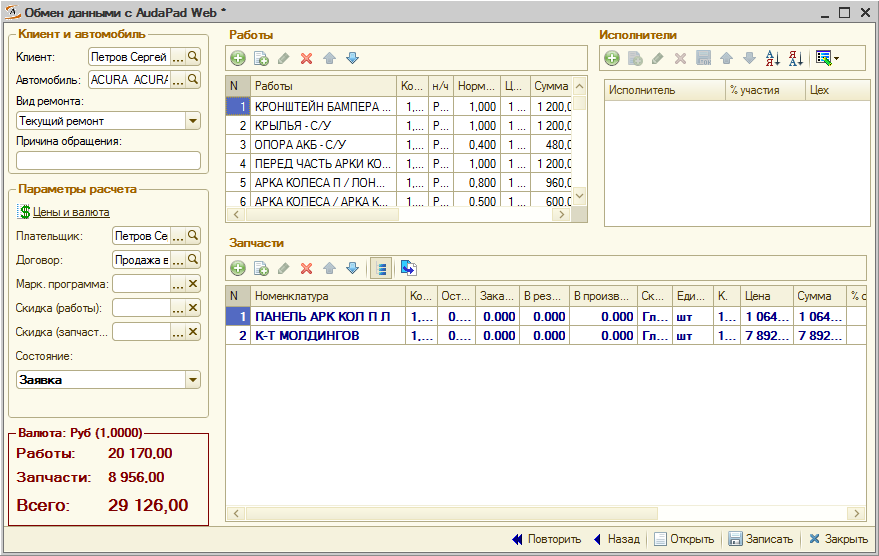 Обмен данными с AudaPad Web *
Клиент и автомобиль
Клиент: Петров Сергей ...
Автомобиль: ACURA ACURA ...
Вид ремонта:
Текущий ремонт
Причина обращения:
Параметры расчета
Цены и валюта
Плательщик: Петров Се ...
Договор: Продажа в ...
Марк. программа: ...
Скидка (работы): ...
Скидка (запчаст... ...
Состояние:
Заявка
Валюта: Руб (1,0000)
Работы: 20 170,00
Запчасти: 8 956,00
Всего: 29 126,00
Работы
N Работы Ко... н/ч Норм... Ц... Сумма
1 КРОНШТЕЙН БАМПЕРА ... 1,... Р... 1,000 1 ... 1 200,0
2 КРЫЛЬЯ - С/У 1,... Р... 1,000 1 ... 1 200,0
3 ОПОРА АКБ - С/У 1,... Р... 0,400 1 ... 480,0
4 ПЕРЕД ЧАСТЬ АРКИ КО... 1,... Р... 1,000 1 ... 1 200,0
5 АРКА КОЛЕСА П / ЛОН... 1,... Р... 0,800 1 ... 960,0
6 АРКА КОЛЕСА / АРКА К... 1,... Р... 0,500 1 ... 600,0
Исполнители
Исполнитель % участия Цех
Запчасти
N Номенклатура Ко... Ост... Зака... В рез... В произв... Ск... Еди... К. Цена Сумма % с
1 ПАНЕЛЬ АРК КОЛ П Л 1,... 0.... 0.000 0.000 0.000 Гл... шт 1... 1 064... 1 064...
2 К-Т МОЛДИНГОВ 1,... 0.... 0.000 0.000 0.000 Гл... шт 1... 7 892... 7 892...
Повторить Назад Открыть Записать Закрыть